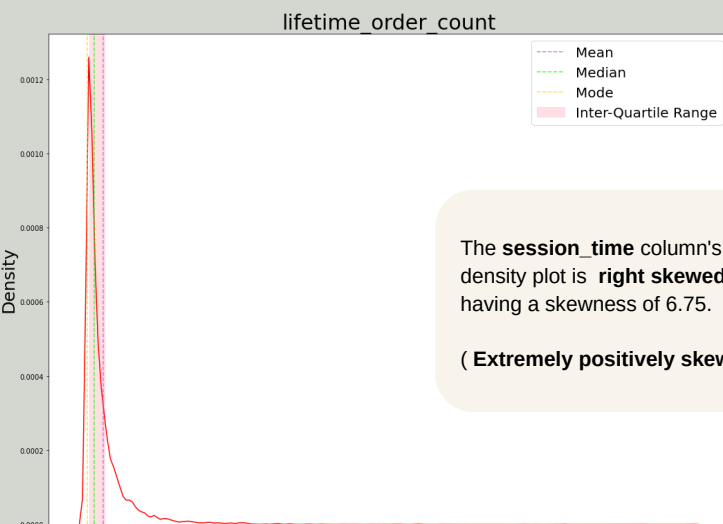 lifetime_order_count
Mean
Median
Mode
Inter-Quartile Range
0.0012
0.0010
0.0008
0.0006
0.0004
0.0002
Density
The session_time column's
density plot is right skewed
having a skewness of 6.75.
( Extremely positively